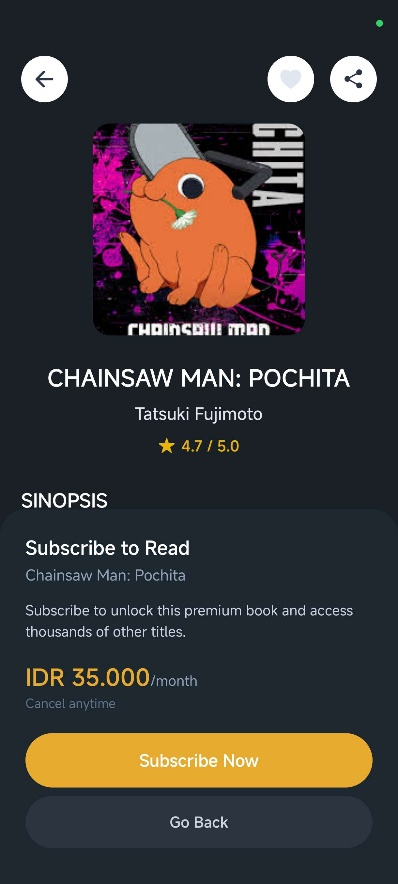 CHITA
CHAINSAW MAN
CHAINSAW MAN: POCHITA
Tatsuki Fujimoto
4.7 / 5.0
SINOPSIS
Subscribe to Read
Chainsaw Man: Pochita
Subscribe to unlock this premium book and access
thousands of other titles.
IDR 35.000/month
Cancel anytime
Subscribe Now
Go Back